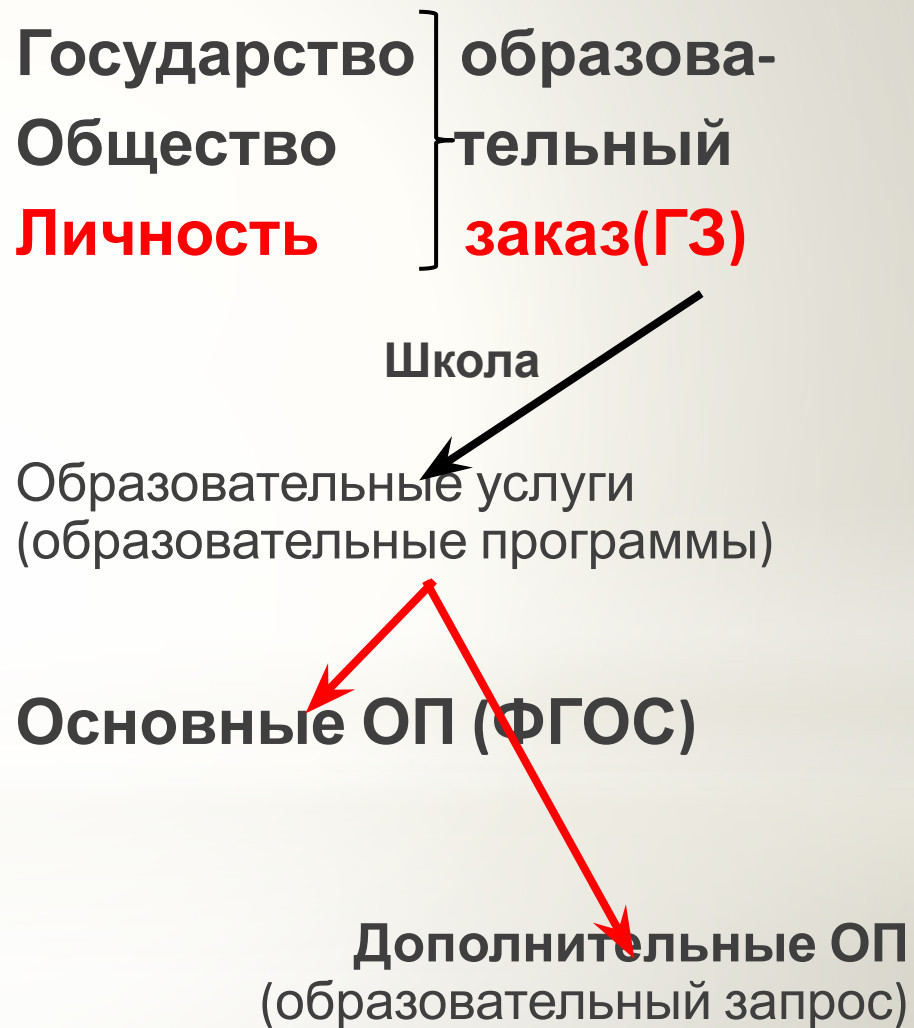 Государство образова-
Общество тельный
Личность заказ(ГЗ)
Школа
Образовательные услуги
(образовательные программы)
Основные ОП (ФГОС)
Дополнительные ОП
(образовательный запрос)